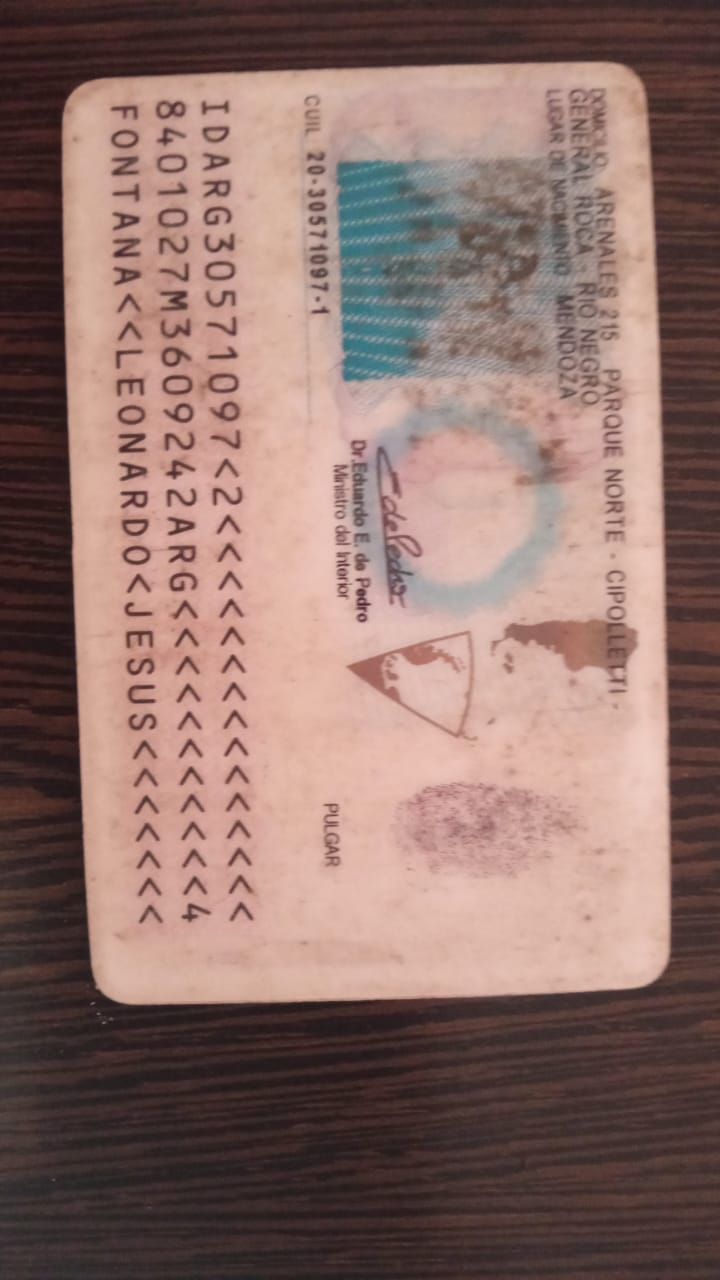 DOMICILIO ARENALES 215 PARQUE NORTE - CIPOLLETTI -
GENERAL ROCA - RIO NEGRO
LUGAR DE NACIMIENTO MENDOZA
Dr. Eduardo E. de Pedro
Ministro del Interior
PULGAR
CUIL 20-30571097-1
IDARG30571097<2<<<<<<<<<<<<<<<
8401027M3609242ARG<<<<<<<<<<<4
FONTANA<<LEONARDO<JESUS<<<<<<<